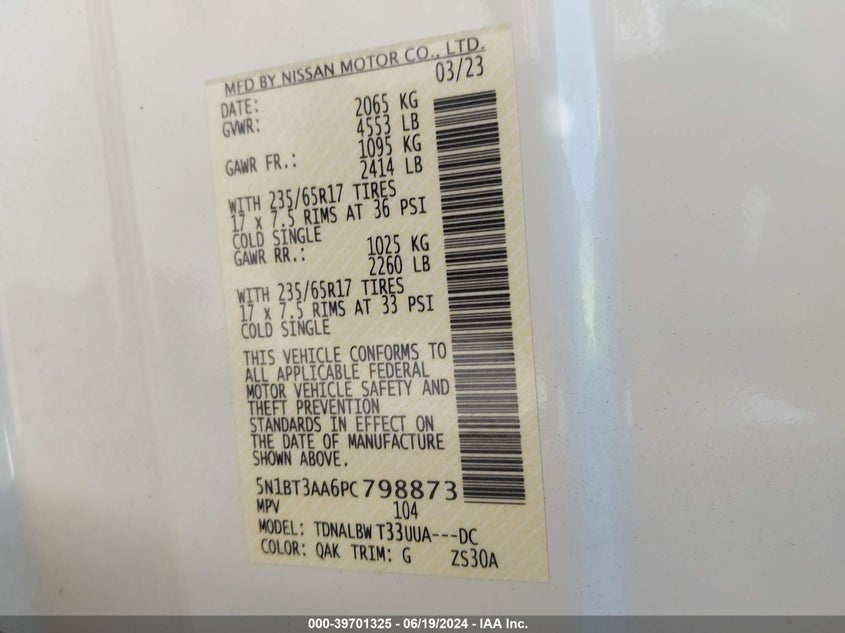 MFD BY NISSAN MOTOR CO., LTD.
DATE: 03/23
GVWR: 2065 KG
4553 LB
GAWR FR.: 1095 KG
2414 LB
WITH 235/65R17 TIRES
17 x 7.5 RIMS AT 36 PSI
COLD SINGLE
GAWR RR.: 1025 KG
2260 LB
WITH 235/65R17 TIRES
17 x 7.5 RIMS AT 33 PSI
COLD SINGLE
THIS VEHICLE CONFORMS TO
ALL APPLICABLE FEDERAL
MOTOR VEHICLE SAFETY AND
THEFT PREVENTION
STANDARDS IN EFFECT ON
THE DATE OF MANUFACTURE
SHOWN ABOVE.
5N1BT3AA6PC798873
MPV 104
MODEL: TDNALBW T33UUA---DC
COLOR: QAK TRIM: G ZS30A
000-39701325 - 06/19/2024 - IAA Inc.